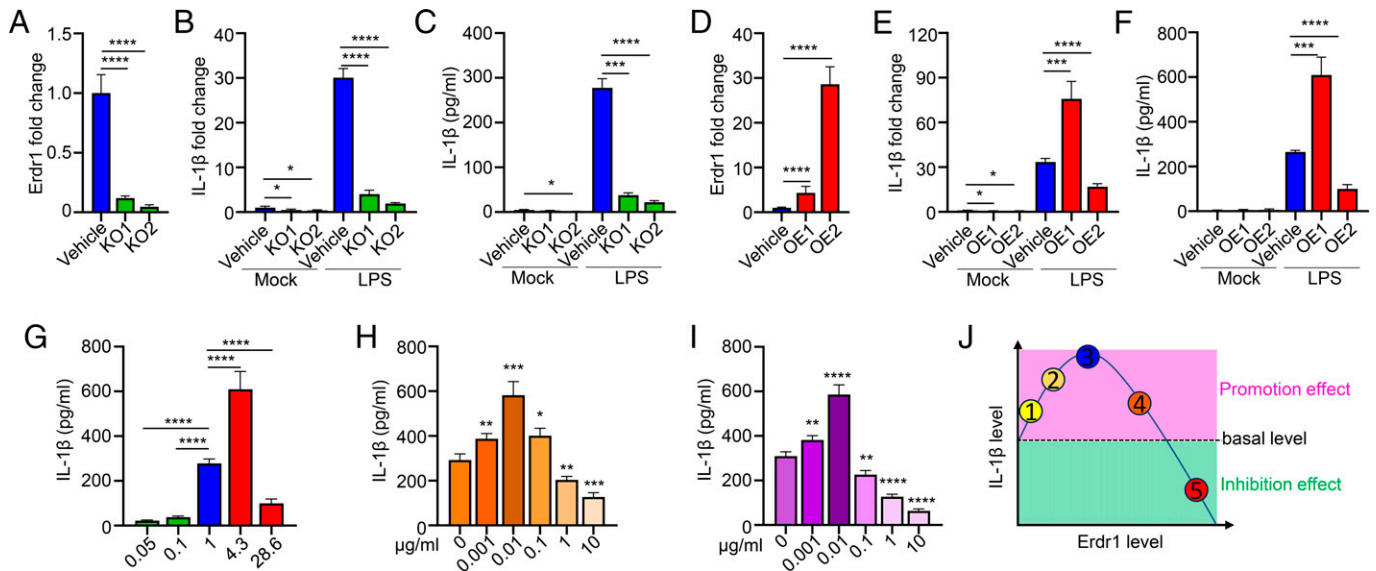 A
Erdr1 fold change
1.5
1.0
0.5
0
****
****
Vehicle
KO1
KO2
B
IL-1β fold change
40
30
20
10
0
*
*
****
****
Vehicle
KO1
KO2
Vehicle
KO1
KO2
Mock
LPS
C
IL-1β (pg/ml)
400
300
200
100
0
*
****
***
Vehicle
KO1
KO2
Vehicle
KO1
KO2
Mock
LPS
D
Erdr1 fold change
40
30
20
10
0
****
****
Vehicle
OE1
OE2
E
IL-1β fold change
120
90
60
30
0
*
*
****
***
Vehicle
OE1
OE2
Vehicle
OE1
OE2
Mock
LPS
F
IL-1β (pg/ml)
800
600
400
200
0
****
***
Vehicle
OE1
OE2
Vehicle
OE1
OE2
Mock
LPS
G
IL-1β (pg/ml)
800
600
400
200
0
****
****
****
****
0.05
0.1
1
4.3
28.6
H
IL-1β (pg/ml)
800
600
400
200
0
**
***
*
**
***
µg/ml
0
0.001
0.01
0.1
1
10
I
IL-1β (pg/ml)
800
600
400
200
0
**
****
**
****
****
µg/ml
0
0.001
0.01
0.1
1
10
J
IL-1β level
1
2
3
4
5
Promotion effect
basal level
Inhibition effect
Erdr1 level